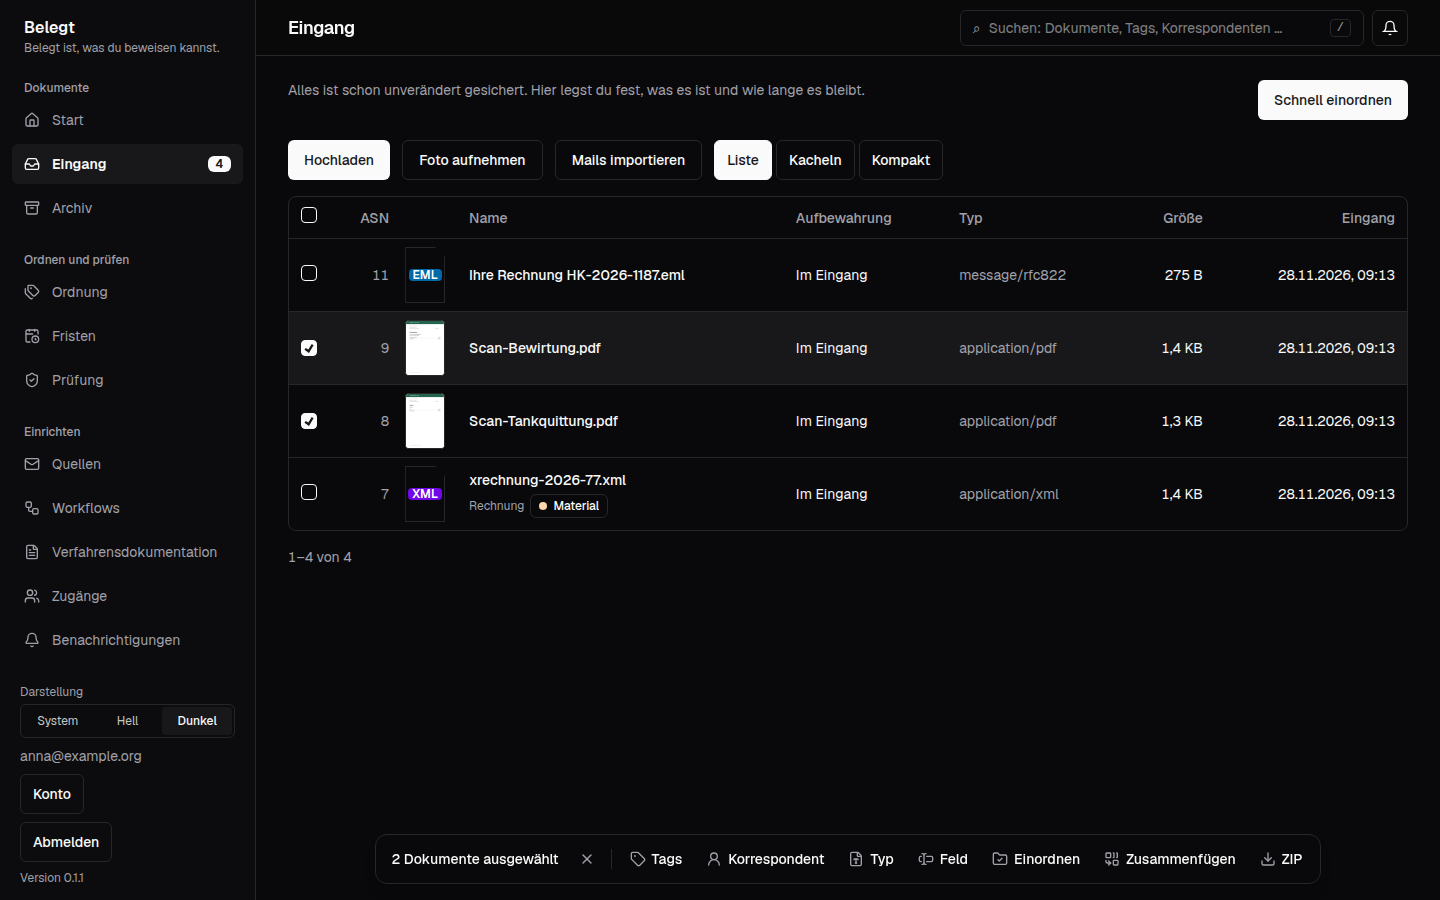 Belegt
Belegt ist, was du beweisen kannst.
Dokumente
Start
Eingang 4
Archiv
Ordnen und prüfen
Ordnung
Fristen
Prüfung
Einrichten
Quellen
Workflows
Verfahrensdokumentation
Zugänge
Benachrichtigungen
Darstellung
System Hell Dunkel
anna@example.org
Konto
Abmelden
Version 0.1.1
Eingang
Suchen: Dokumente, Tags, Korrespondenten … /
Alles ist schon unverändert gesichert. Hier legst du fest, was es ist und wie lange es bleibt.
Schnell einordnen
Hochladen Foto aufnehmen Mails importieren Liste Kacheln Kompakt
ASN Name Aufbewahrung Typ Größe Eingang
11 EML Ihre Rechnung HK-2026-1187.eml Im Eingang message/rfc822 275 B 28.11.2026, 09:13
9 Scan-Bewirtung.pdf Im Eingang application/pdf 1,4 KB 28.11.2026, 09:13
8 Scan-Tankquittung.pdf Im Eingang application/pdf 1,3 KB 28.11.2026, 09:13
7 XML xrechnung-2026-77.xml Im Eingang application/xml 1,4 KB 28.11.2026, 09:13
Rechnung Material
1–4 von 4
2 Dokumente ausgewählt Tags Korrespondent Typ Feld Einordnen Zusammenfügen ZIP